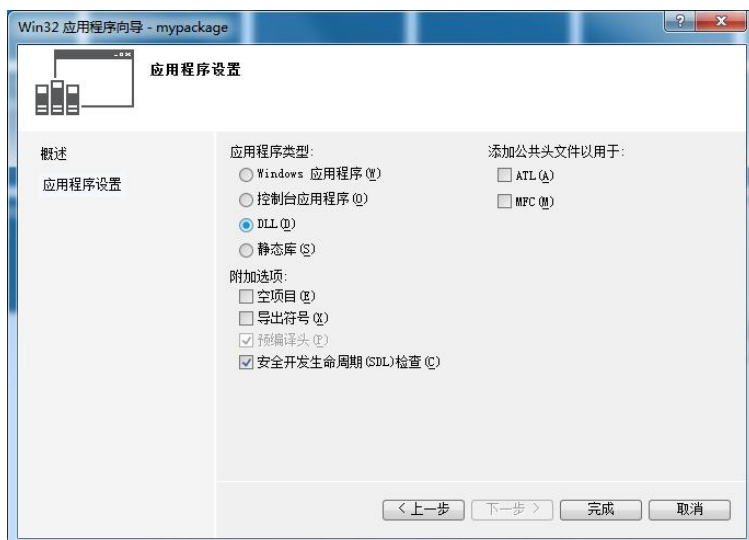 Win32 应用程序向导 - mypackage
应用程序设置
概述
应用程序设置
应用程序类型:
Windows 应用程序(W)
控制台应用程序(O)
DLL(D)
静态库(S)
附加选项:
空项目(E)
导出符号(X)
预编译头(P)
安全开发生命周期(SDL)检查(C)
添加公共头文件以用于:
ATL(A)
MFC(M)
< 上一步
下一步 >
完成
取消